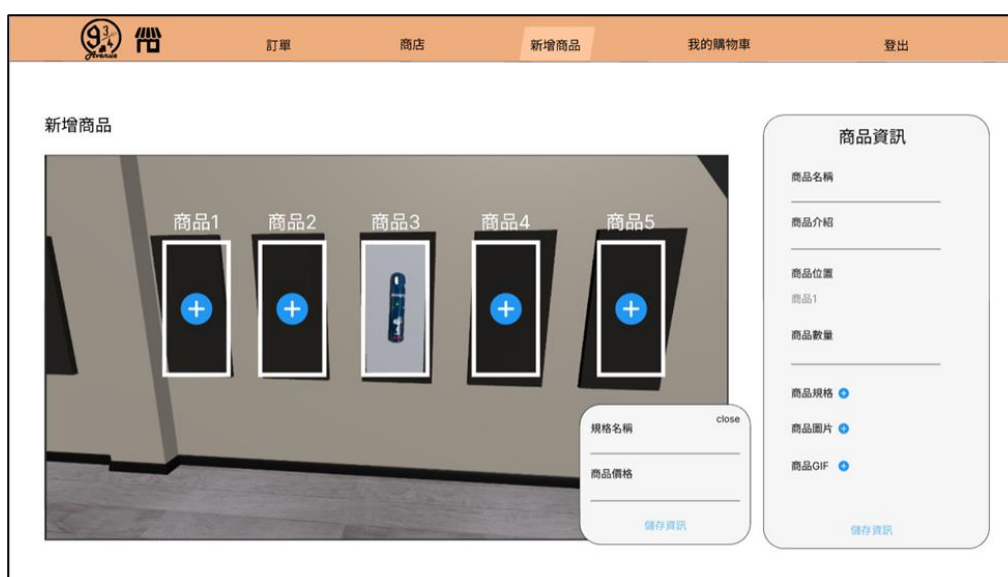 9 3/4
Avenue
訂單
商店
新增商品
我的購物車
登出
新增商品
商品1
商品2
商品3
商品4
商品5
規格名稱
close
商品價格
儲存資訊
商品資訊
商品名稱
商品介紹
商品位置
商品1
商品數量
商品規格
商品圖片
商品GIF
儲存資訊